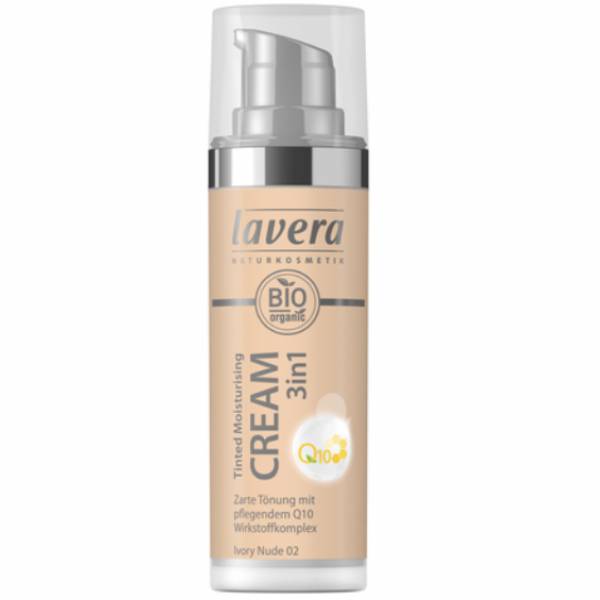 lavera
NATURKOSMETIK
BIO
organic
Tinted Moisturising
CREAM
3in1
Q10
Zarte Tönung mit
pflegendem Q10
Wirkstoffkomplex
Ivory Nude 02